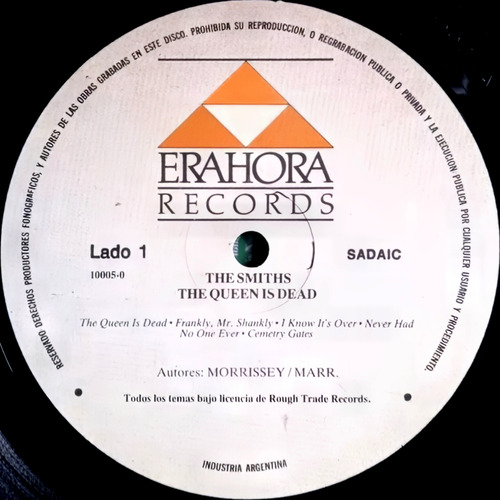 RESERVADO DERECHOS PRODUCTORES FONOGRAFICOS, Y AUTORES DE LAS OBRAS GRABADAS EN ESTE DISCO. PROHIBIDA SU REPRODUCCION, O REGRABACION PUBLICA O PRIVADA Y LA EJECUCION PUBLICA POR CUALQUIER USUARIO Y PROCEDIMIENTO.
ERAHORA
RECORDS
Lado 1
SADAIC
10005-0
THE SMITHS
THE QUEEN IS DEAD
The Queen Is Dead • Frankly, Mr. Shankly • I Know It's Over • Never Had
No One Ever • Cemetry Gates
Autores: MORRISSEY / MARR.
Todos los temas bajo licencia de Rough Trade Records.
INDUSTRIA ARGENTINA